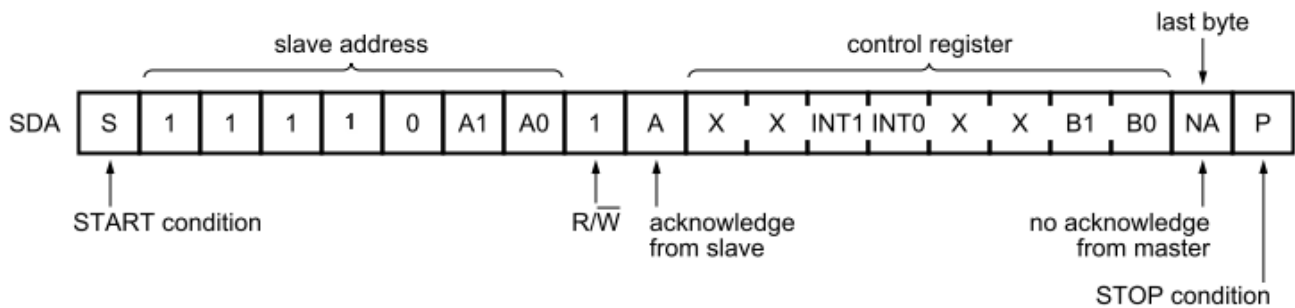 last byte
slave address control register
SDA S 1 1 1 1 0 A1 A0 1 A X X INT1 INT0 X X B1 B0 NA P
START condition R/W̅ acknowledge from slave no acknowledge from master
STOP condition